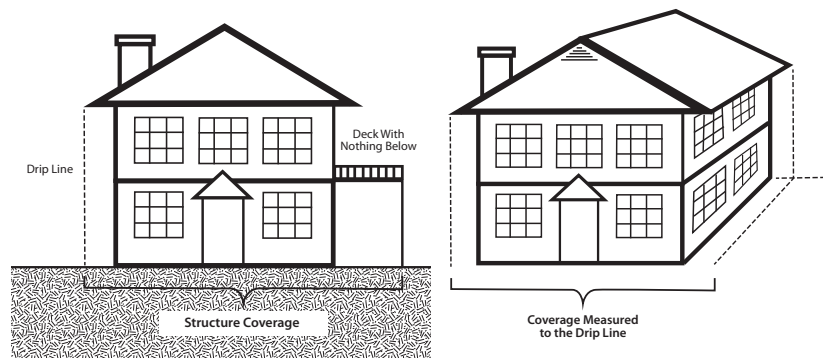 Drip Line
Deck With
Nothing Below
Structure Coverage
Coverage Measured
to the Drip Line